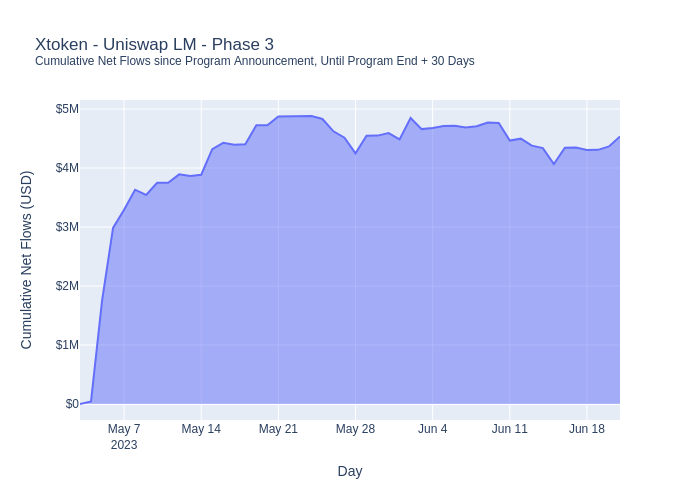 Xtoken - Uniswap LM - Phase 3
Cumulative Net Flows since Program Announcement, Until Program End + 30 Days
Cumulative Net Flows (USD)
$5M
$4M
$3M
$2M
$1M
$0
May 7
2023
May 14
May 21
May 28
Jun 4
Jun 11
Jun 18
Day